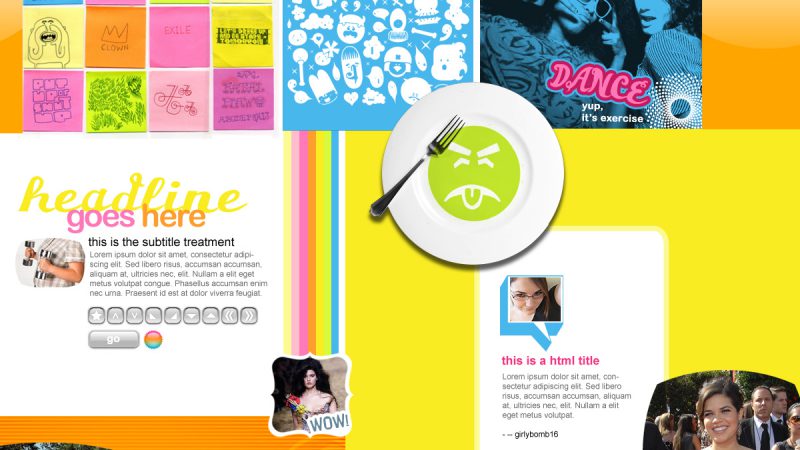 CLOWN
EXILE
DANCE
yup,
it's exercise
headline
goes here
this is the subtitle treatment
Lorem ipsum dolor sit amet, consectetur adipi-
scing elit. Sed libero risus, accumsan accumsan,
aliquam at, ultricies nec, elit. Nullam a elit eget
metus volutpat congue. Phasellus accumsan enim
nec urna. Praesent id est at dolor viverra feugiat.
go
WOW!
this is a html title
Lorem ipsum dolor sit amet, consectetur
adipiscing elit. Sed libero
risus, accumsan accumsan,
aliquam at, ultricies nec, elit.
Nullam a elit eget metus
volutpat.
- -- girlybomb16